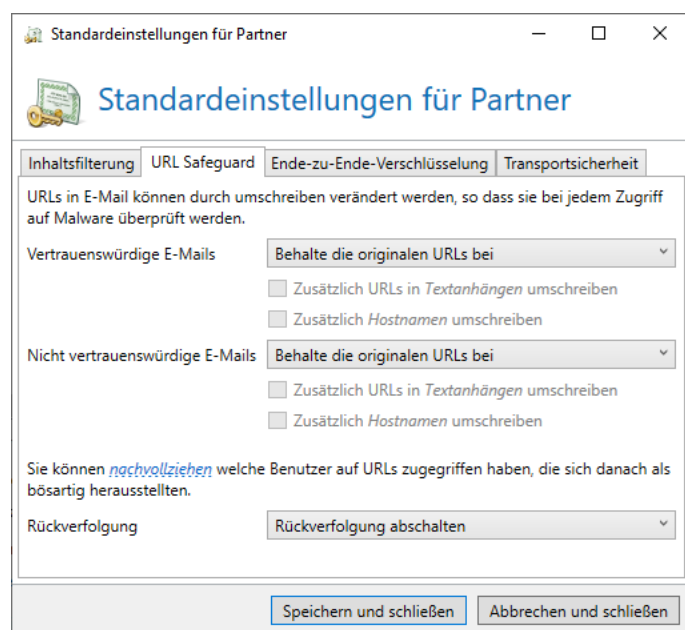 Standardeinstellungen für Partner
Standardeinstellungen für Partner
Inhaltsfilterung URL Safeguard Ende-zu-Ende-Verschlüsselung Transportsicherheit
URLs in E-Mail können durch umschreiben verändert werden, so dass sie bei jedem Zugriff
auf Malware überprüft werden.
Vertrauenswürdige E-Mails Behalte die originalen URLs bei
Zusätzlich URLs in Textanhängen umschreiben
Zusätzlich Hostnamen umschreiben
Nicht vertrauenswürdige E-Mails Behalte die originalen URLs bei
Zusätzlich URLs in Textanhängen umschreiben
Zusätzlich Hostnamen umschreiben
Sie können nachvollziehen welche Benutzer auf URLs zugegriffen haben, die sich danach als
bösartig herausstellten.
Rückverfolgung Rückverfolgung abschalten
Speichern und schließen Abbrechen und schließen